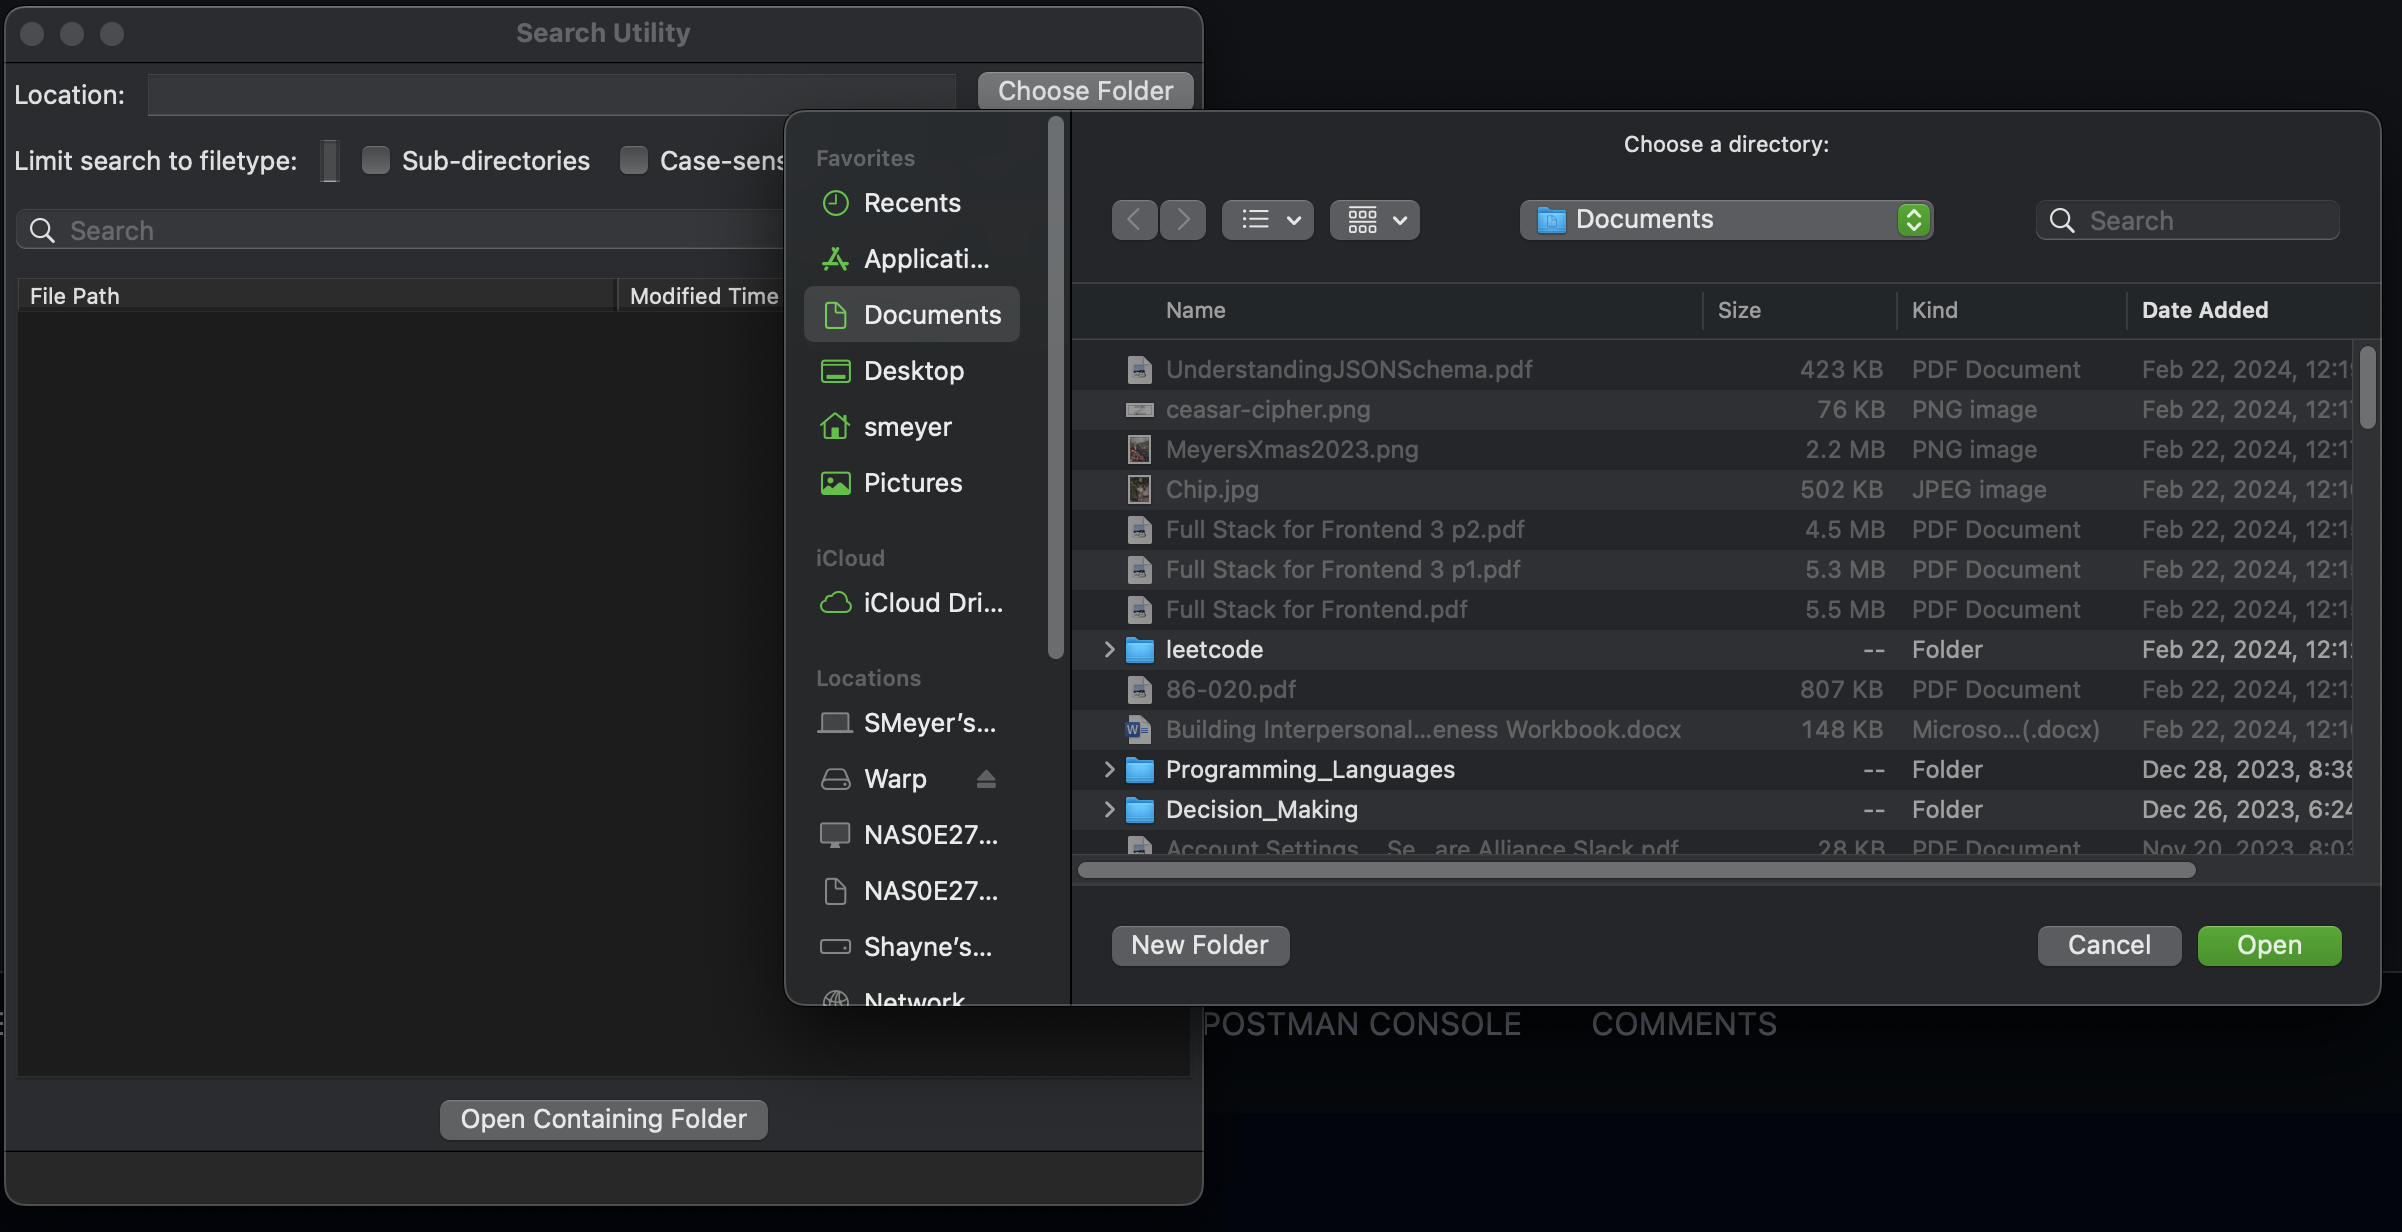 Search Utility
Location:
Choose Folder
Limit search to filetype:
Sub-directories
Case-sens
Search
File Path
Modified Time
Open Containing Folder
Favorites
Recents
Applicati...
Documents
Desktop
smeyer
Pictures
iCloud
iCloud Dri...
Locations
SMeyer’s...
Warp
NAS0E27...
NAS0E27...
Shayne’s...
Network
Choose a directory:
Documents
Search
Name Size Kind Date Added
UnderstandingJSONSchema.pdf 423 KB PDF Document Feb 22, 2024, 12:19
ceasar-cipher.png 76 KB PNG image Feb 22, 2024, 12:17
MeyersXmas2023.png 2.2 MB PNG image Feb 22, 2024, 12:17
Chip.jpg 502 KB JPEG image Feb 22, 2024, 12:1
Full Stack for Frontend 3 p2.pdf 4.5 MB PDF Document Feb 22, 2024, 12:1
Full Stack for Frontend 3 p1.pdf 5.3 MB PDF Document Feb 22, 2024, 12:1
Full Stack for Frontend.pdf 5.5 MB PDF Document Feb 22, 2024, 12:1
leetcode -- Folder Feb 22, 2024, 12:1
86-020.pdf 807 KB PDF Document Feb 22, 2024, 12:1
Building Interpersonal...eness Workbook.docx 148 KB Microso...(.docx) Feb 22, 2024, 12:1
Programming_Languages -- Folder Dec 28, 2023, 8:38
Decision_Making -- Folder Dec 26, 2023, 6:24
Account Settings _ Se...are Alliance Slack.pdf 28 KB PDF Document Nov 20, 2023, 8:03
New Folder
Cancel
Open
POSTMAN CONSOLE
COMMENTS